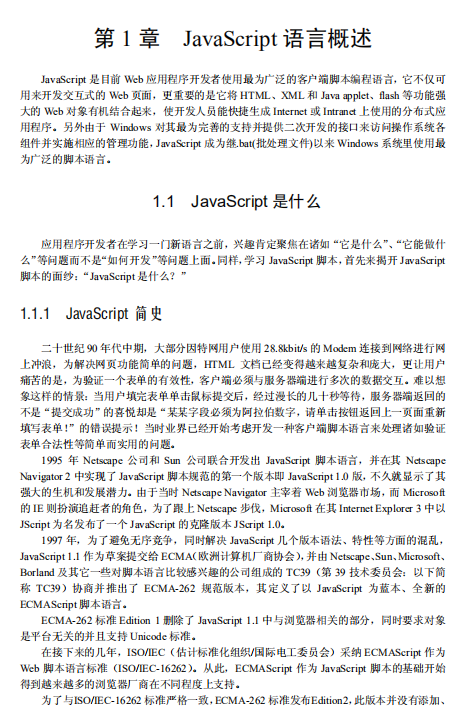 第 1 章 JavaScript 语言概述
JavaScript 是目前 Web 应用程序开发者使用最为广泛的客户端脚本编程语言，它不仅可
用来开发交互式的 Web 页面，更重要的是它将 HTML、XML 和 Java applet、flash 等功能强
大的 Web 对象有机结合起来，使开发人员能快捷生成 Internet 或 Intranet 上使用的分布式应
用程序。另外由于 Windows 对其最为完善的支持并提供二次开发的接口来访问操作系统各
组件并实施相应的管理功能，JavaScript 成为继.bat(批处理文件)以来 Windows 系统里使用最
为广泛的脚本语言。
1.1 JavaScript 是什么
应用程序开发者在学习一门新语言之前，兴趣肯定聚焦在诸如“它是什么”、“它能做什
么”等问题而不是“如何开发”等问题上面。同样，学习 JavaScript 脚本，首先来揭开 JavaScript
脚本的面纱：“JavaScript 是什么？”
1.1.1 JavaScript 简史
二十世纪 90 年代中期，大部分因特网用户使用 28.8kbit/s 的 Modem 连接到网络进行网
上冲浪，为解决网页功能简单的问题，HTML 文档已经变得越来越复杂和庞大，更让用户
痛苦的是，为验证一个表单的有效性，客户端必须与服务器端进行多次的数据交互。难以想
象这样的情景：当用户填完表单单击鼠标提交后，经过漫长的几十秒等待，服务器端返回的
不是“提交成功”的喜悦却是“某某字段必须为阿拉伯数字，请单击按钮返回上一页面重新
填写表单！”的错误提示！当时业界已经开始考虑开发一种客户端脚本语言来处理诸如验证
表单合法性等简单而实用的问题。
1995 年 Netscape 公司和 Sun 公司联合开发出 JavaScript 脚本语言，并在其 Netscape
Navigator 2 中实现了 JavaScript 脚本规范的第一个版本即 JavaScript 1.0 版，不久就显示了其
强大的生机和发展潜力。由于当时 Netscape Navigator 主宰着 Web 浏览器市场，而 Microsoft
的 IE 则扮演追赶者的角色，为了跟上 Netscape 步伐，Microsoft 在其 Internet Explorer 3 中以
JScript 为名发布了一个 JavaScript 的克隆版本 JScript 1.0。
1997 年，为了避免无序竞争，同时解决 JavaScript 几个版本语法、特性等方面的混乱，
JavaScript 1.1 作为草案提交给 ECMA（欧洲计算机厂商协会），并由 Netscape、Sun、Microsoft、
Borland 及其它一些对脚本语言比较感兴趣的公司组成的 TC39（第 39 技术委员会：以下简
称 TC39）协商并推出了 ECMA-262 规范版本，其定义了以 JavaScript 为蓝本、全新的
ECMAScript 脚本语言。
ECMA-262 标准 Edition 1 删除了 JavaScript 1.1 中与浏览器相关的部分，同时要求对象
是平台无关的并且支持 Unicode 标准。
在接下来的几年，ISO/IEC（估计标准化组织/国际电工委员会）采纳 ECMAScript 作为
Web 脚本语言标准（ISO/IEC-16262）。从此，ECMAScript 作为 JavaScript 脚本的基础开始
得到越来越多的浏览器厂商在不同程度上支持。
为了与ISO/IEC-16262 标准严格一致，ECMA-262 标准发布Edition2，此版本并没有添加、